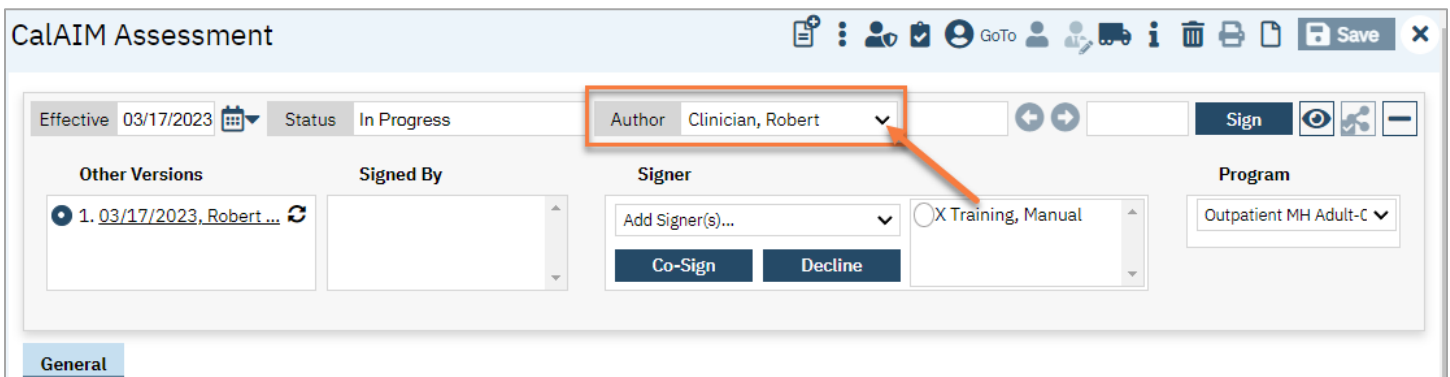 CalAIM Assessment
GoTo
Save
Effective 03/17/2023 Status In Progress Author Clinician, Robert Sign
Other Versions Signed By Signer Program
1. 03/17/2023, Robert ... Add Signer(s)... X Training, Manual Outpatient MH Adult-C
Co-Sign Decline
General